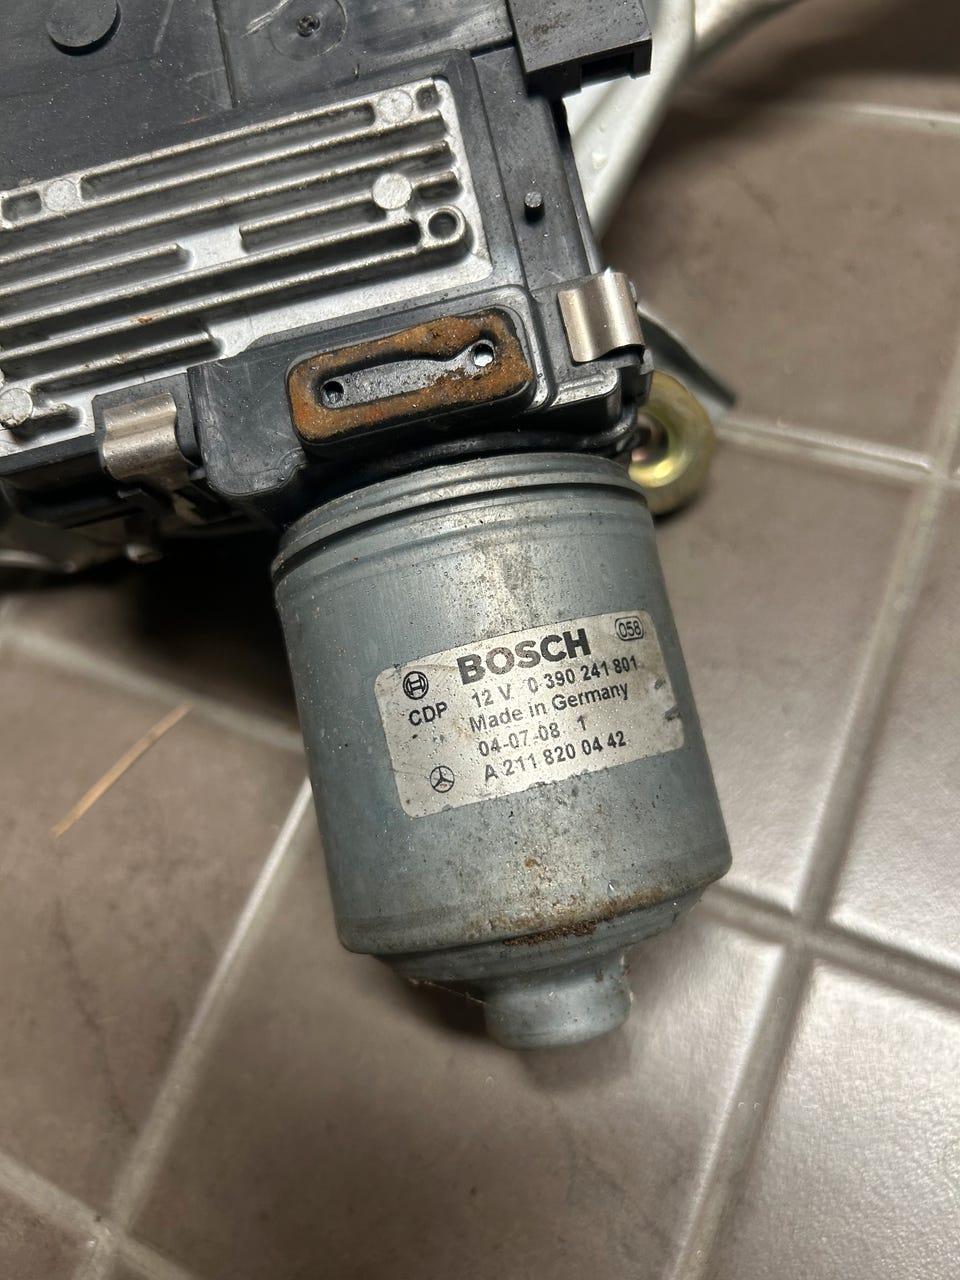 BOSCH 058
12 V 0 390 241 801
CDP Made in Germany
04-07-08 1
A 211 820 04 42